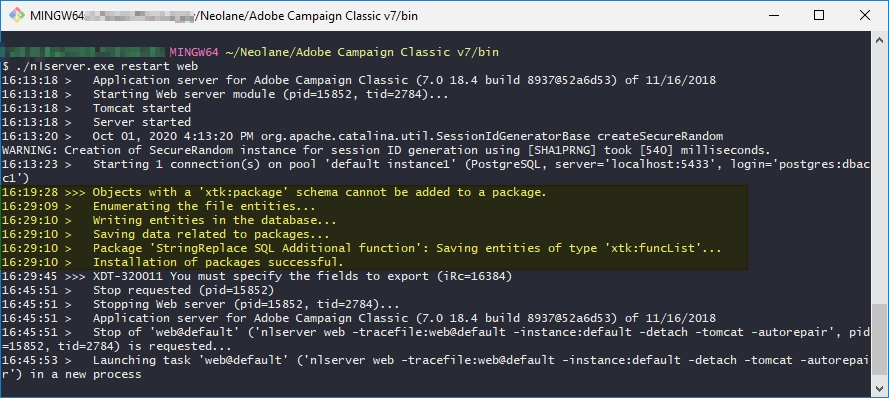 MINGW64 /Neolane/Adobe Campaign Classic v7/bin
MINGW64 ~/Neolane/Adobe Campaign Classic v7/bin
$ ./nlserver.exe restart web
16:13:18 >   Application server for Adobe Campaign Classic (7.0 18.4 build 8937@52a6d53) of 11/16/2018
16:13:18 >   Starting Web server module (pid=15852, tid=2784)...
16:13:18 >   Tomcat started
16:13:18 >   Server started
16:13:20 >   Oct 01, 2020 4:13:20 PM org.apache.catalina.util.SessionIdGeneratorBase createSecureRandom
WARNING: Creation of SecureRandom instance for session ID generation using [SHA1PRNG] took [540] milliseconds.
16:13:23 >   Starting 1 connection(s) on pool 'default instance1' (PostgreSQL, server='localhost:5433', login='postgres:dbac
c1')
16:19:28 >>> Objects with a 'xtk:package' schema cannot be added to a package.
16:29:09 >   Enumerating the file entities...
16:29:10 >   Writing entities in the database...
16:29:10 >   Saving data related to packages...
16:29:10 >   Package 'StringReplace SQL Additional function': Saving entities of type 'xtk:funcList'...
16:29:10 >   Installation of packages successful.
16:29:45 >>> XDT-320011 You must specify the fields to export (iRc=16384)
16:45:51 >   Stop requested (pid=15852)
16:45:51 >   Stopping Web server (pid=15852, tid=2784)...
16:45:51 >   Application server for Adobe Campaign Classic (7.0 18.4 build 8937@52a6d53) of 11/16/2018
16:45:51 >   Stop of 'web@default' ('nlserver web -tracefile:web@default -instance:default -detach -tomcat -autorepair', pid
=15852, tid=2784) is requested...
16:45:53 >   Launching task 'web@default' ('nlserver web -tracefile:web@default -instance:default -detach -tomcat -autorepai
r') in a new process